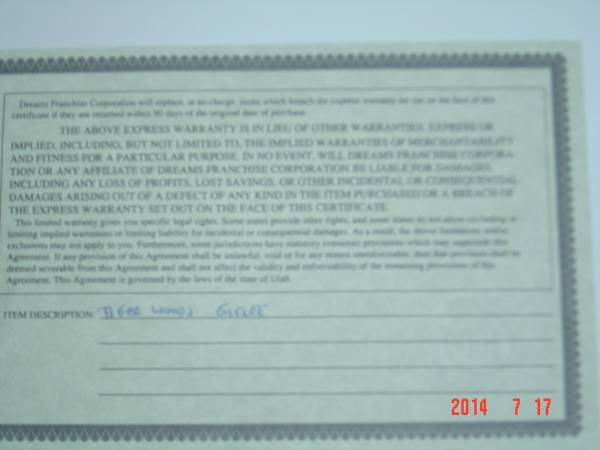 Dreams Franchise Corporation will replace, at no charge, items which breach the express warranty set out on the face of this
certificate if they are returned within 90 days of the original date of purchase.
THE ABOVE EXPRESS WARRANTY IS IN LIEU OF OTHER WARRANTIES, EXPRESS OR
IMPLIED, INCLUDING, BUT NOT LIMITED TO, THE IMPLIED WARRANTIES OF MERCHANTABILITY
AND FITNESS FOR A PARTICULAR PURPOSE. IN NO EVENT, WILL DREAMS FRANCHISE CORPORA-
TION OR ANY AFFILIATE OF DREAMS FRANCHISE CORPORATION BE LIABLE FOR DAMAGES,
INCLUDING ANY LOSS OF PROFITS, LOST SAVINGS, OR OTHER INCIDENTAL OR CONSEQUENTIAL
DAMAGES ARISING OUT OF A DEFECT OF ANY KIND IN THE ITEM PURCHASED OR A BREACH OF
THE EXPRESS WARRANTY SET OUT ON THE FACE OF THIS CERTIFICATE.
This limited warranty gives you specific legal rights. Some states provide other rights, and some states do not allow excluding or
limiting implied warranties or limiting liability for incidental or consequential damages. As a result, the above limitations and/or
exclusions may not apply to you. Furthermore, some jurisdictions have statutory consumer provisions which may supersede this
Agreement. If any provision of this Agreement shall be unlawful, void or for any reason unenforceable, then that provision shall be
deemed severable from this Agreement and shall not affect the validity and enforceability of the remaining provisions of this
Agreement. This Agreement is governed by the laws of the state of Utah.
ITEM DESCRIPTION: TIGER WOODS
2014 7 17